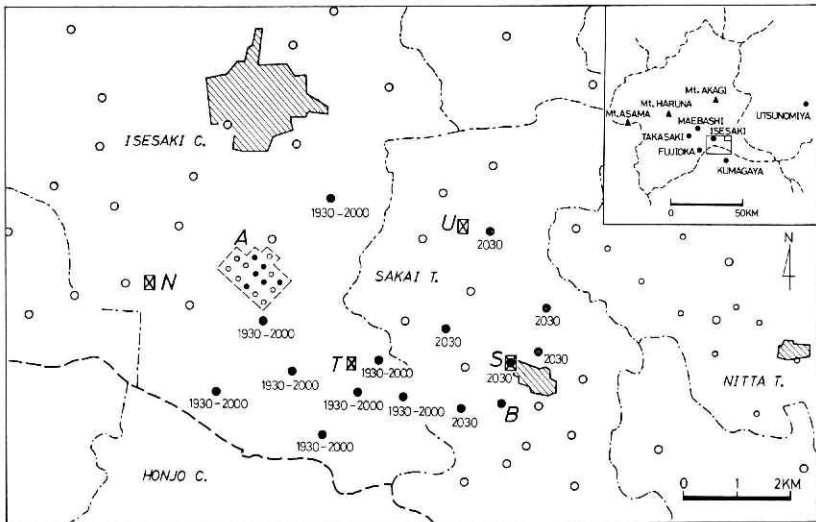 ISESAKI C.
1930-2000
A
N
1930-2000
U
2030
SAKAI T.
2030
2030
T
1930-2000
S
2030
2030
1930-2000
1930-2000
1930-2000
1930-2000
2030
B
1930-2000
HONJO C.
NITTA T.
N
0 1 2KM
Mt. AKAGI
Mt. HARUNA
Mt. ASAMA
MAEBASHI
UTSUNOMIYA
TAKASAKI
ISESAKI
FUJIOKA
KUMAGAYA
0 50KM